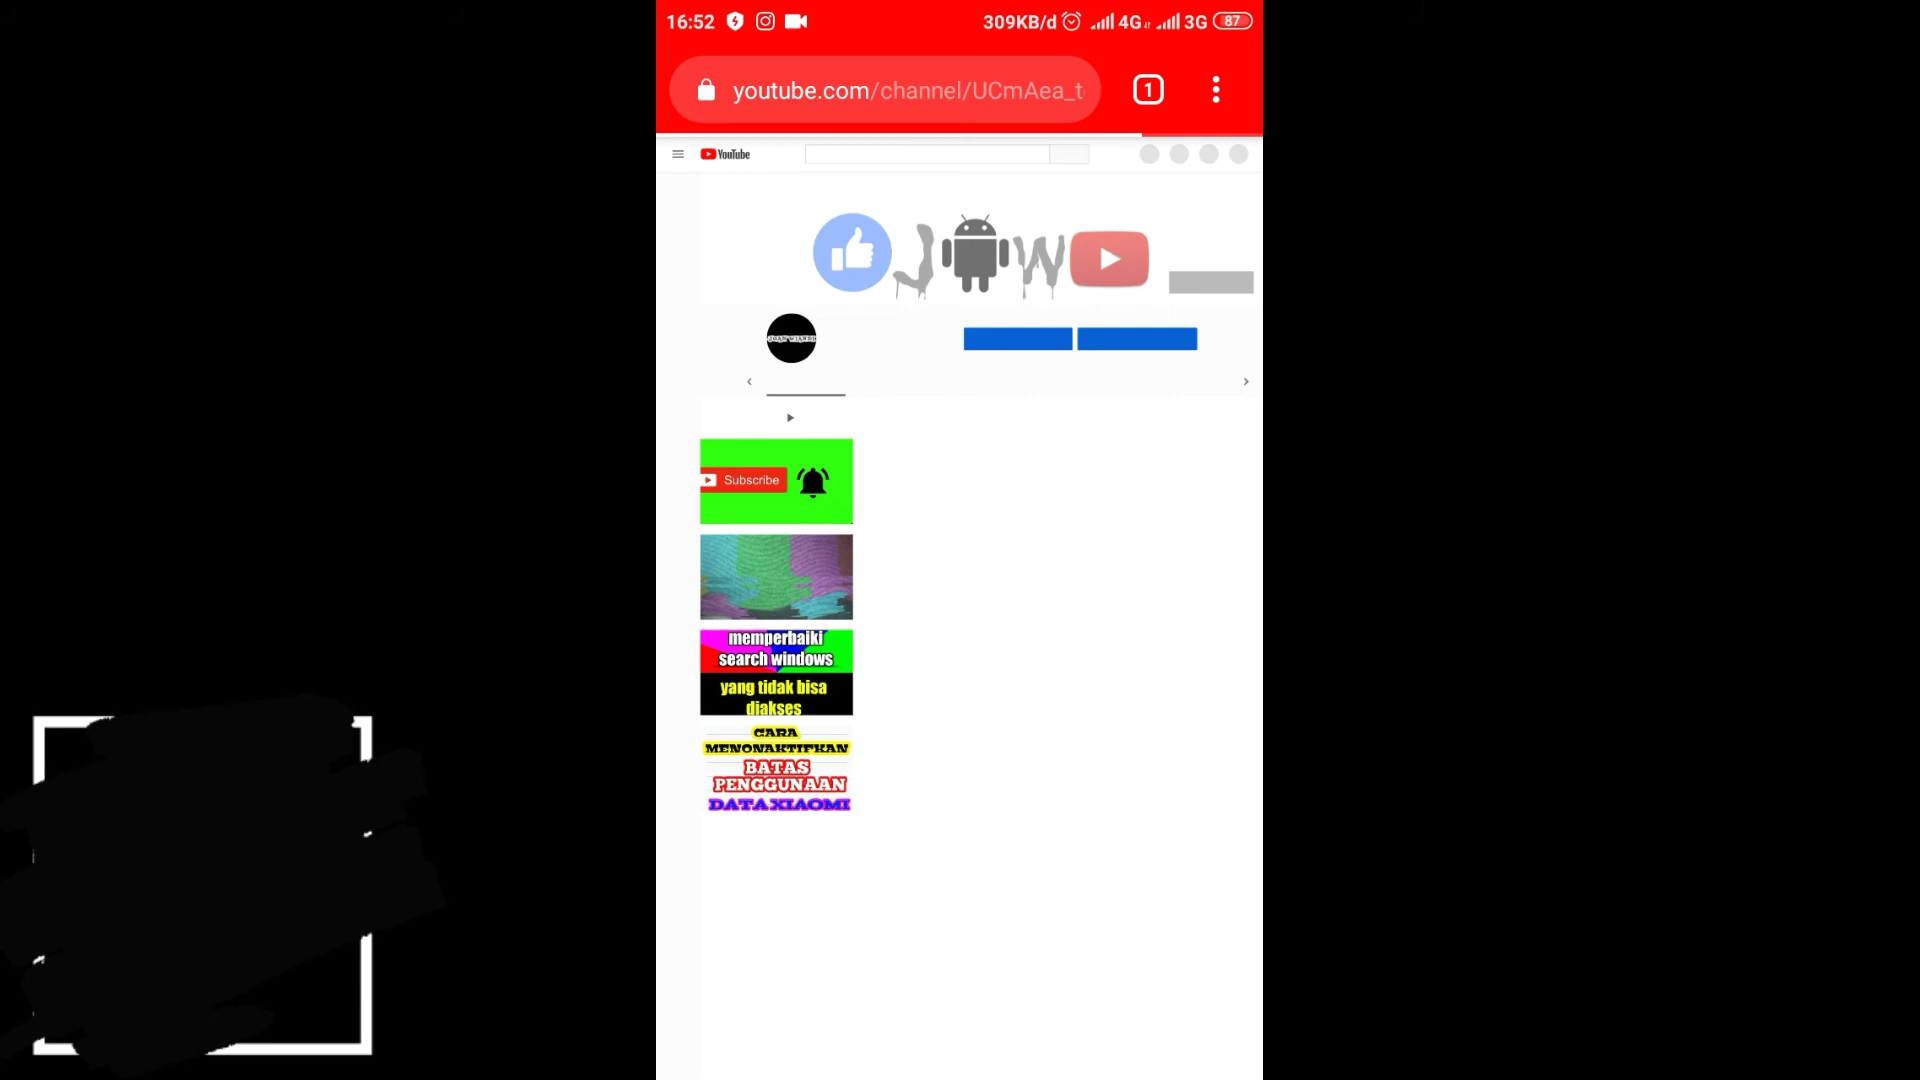 16:52
309KB/d 4G 3G 87
youtube.com/channel/UCmAea_t
1
YouTube
J W
Subscribe
memperbaiki
search windows
yang tidak bisa
diakses
CARA
MENONAKTIFKAN
BATAS
PENGGUNAAN
DATA XIAOMI